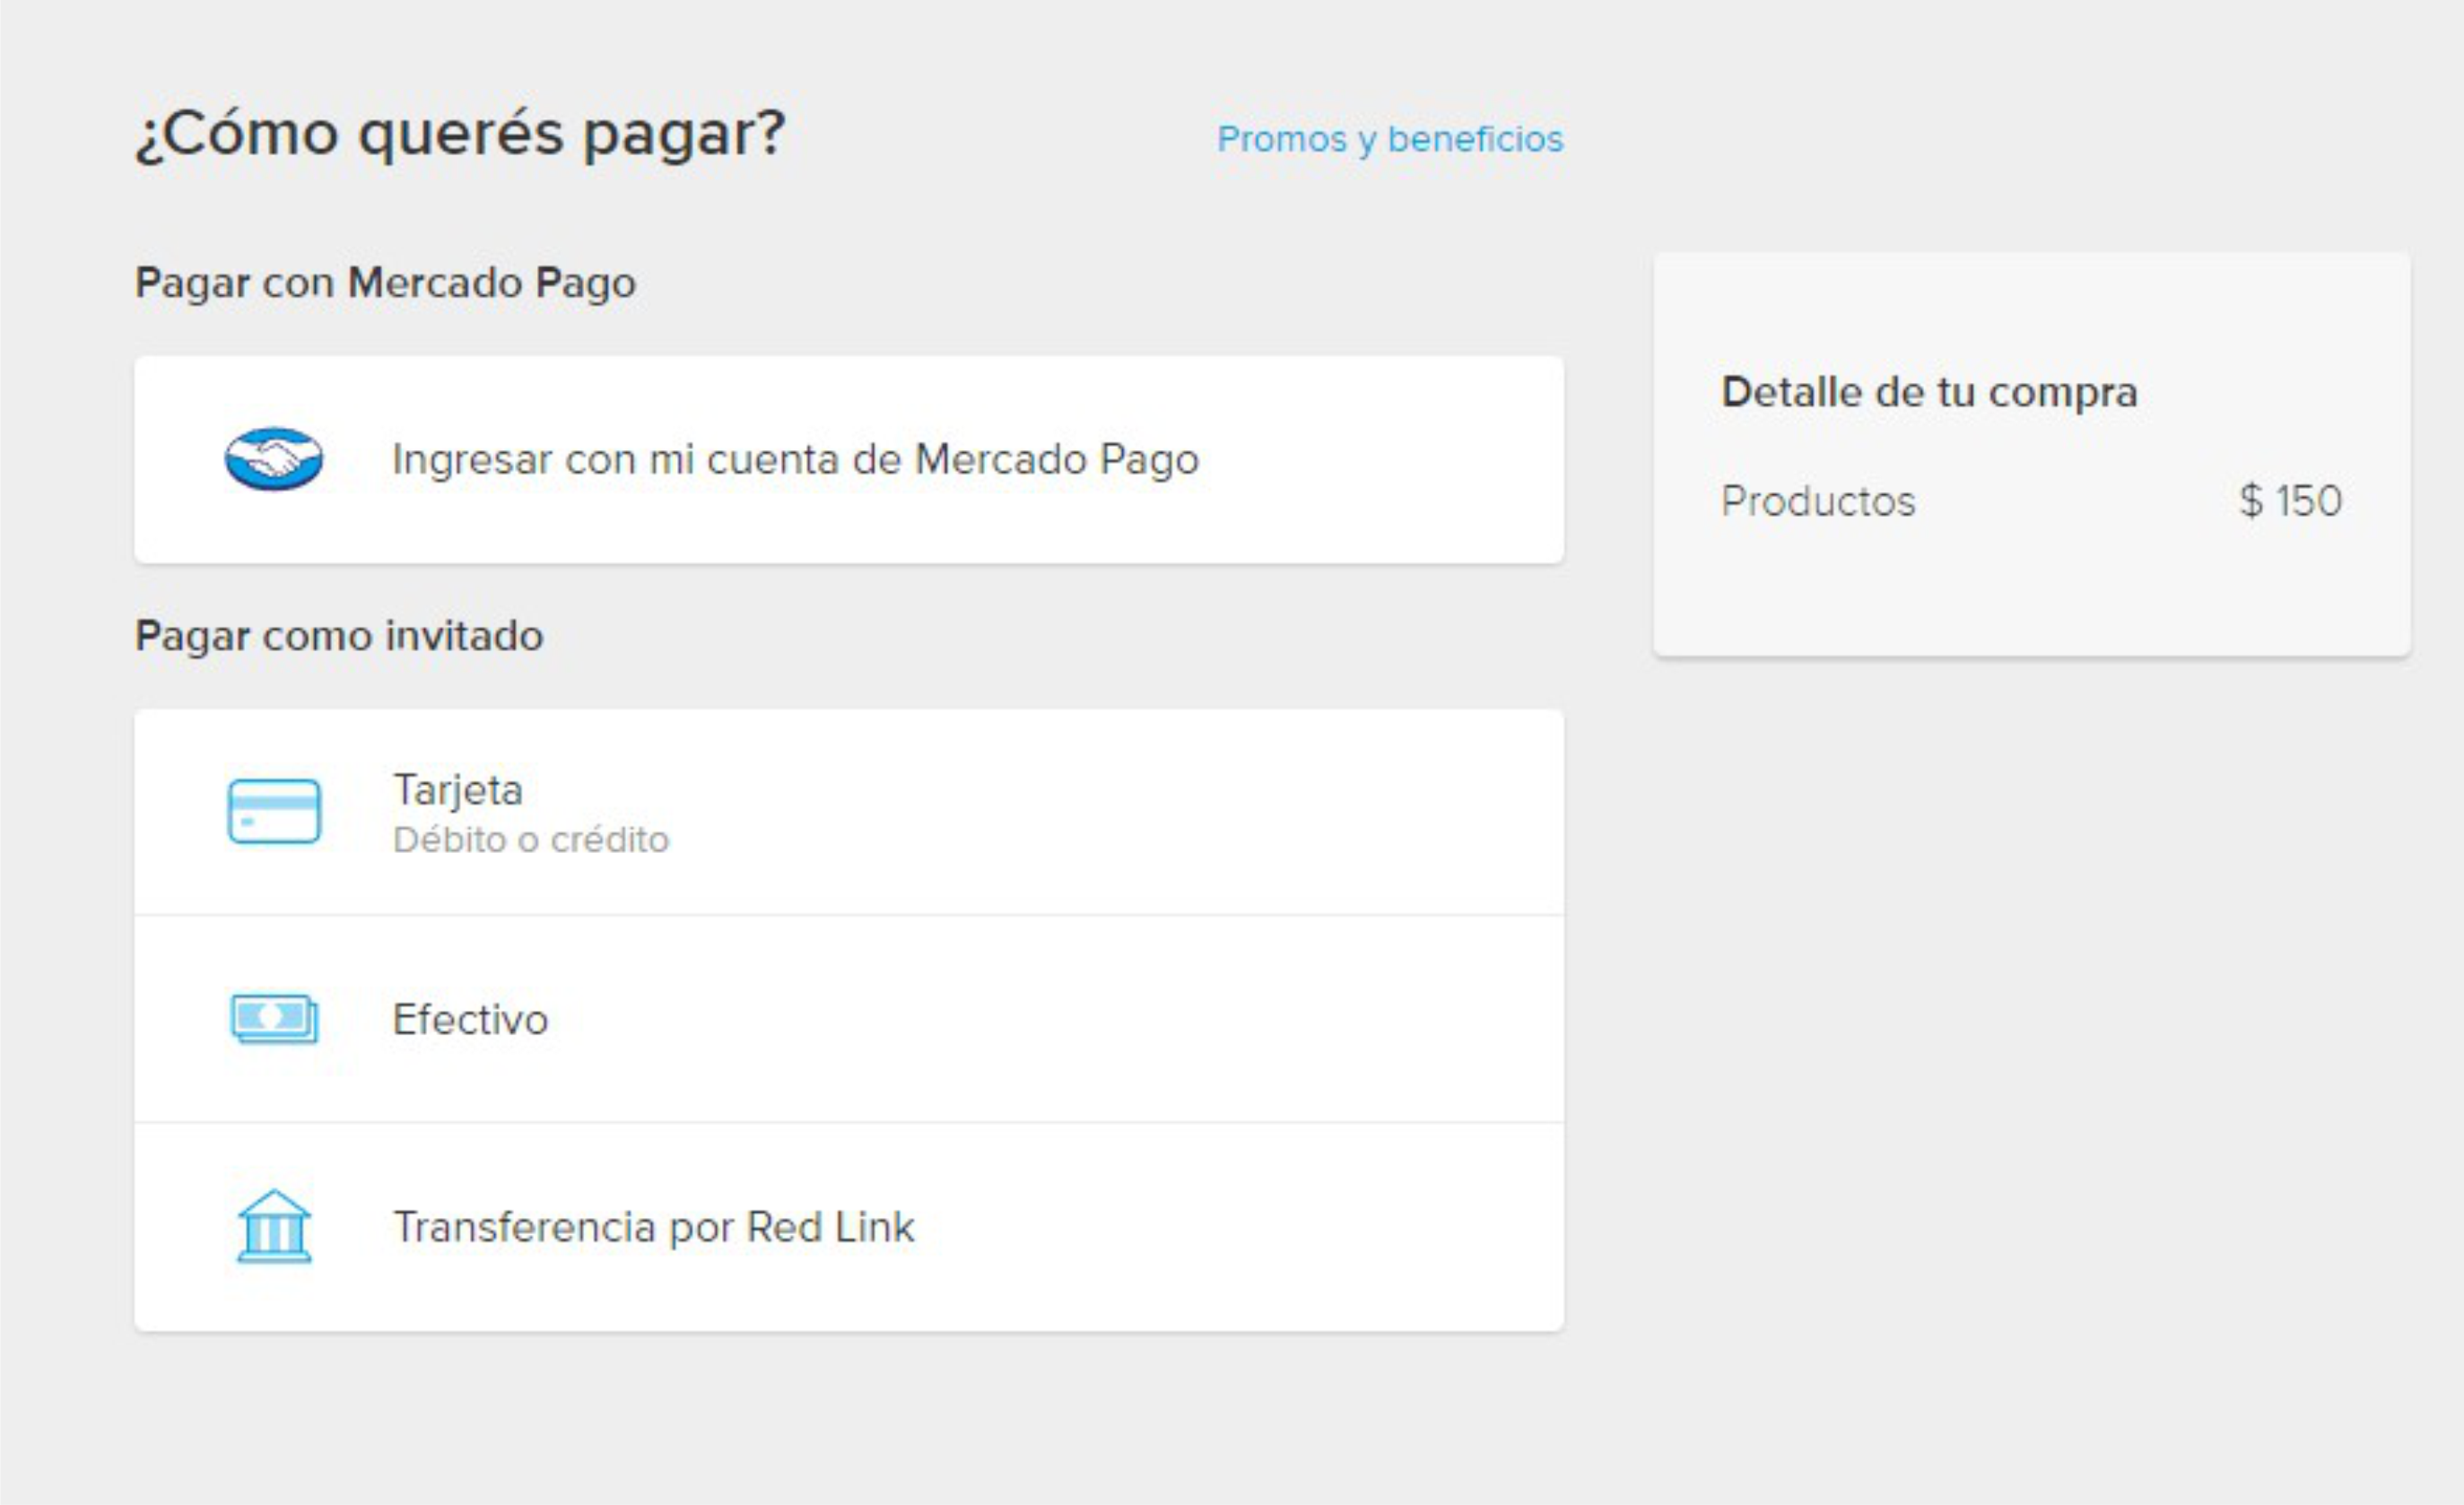 ¿Cómo querés pagar?
Promos y beneficios
Pagar con Mercado Pago
Ingresar con mi cuenta de Mercado Pago
Pagar como invitado
Tarjeta
Débito o crédito
Efectivo
Transferencia por Red Link
Detalle de tu compra
Productos $ 150